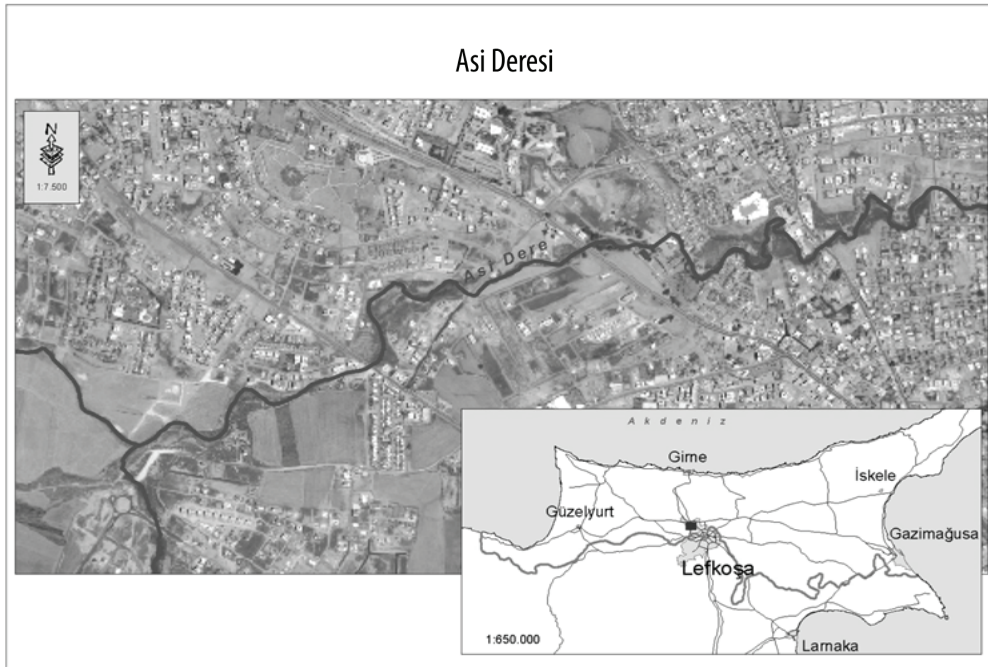 Asi Deresi
N
1:7.500
Asi Dere
Akdeniz
Girne
İskele
Güzelyurt
Gazimağusa
Lefkoşa
1:650.000
Larnaka